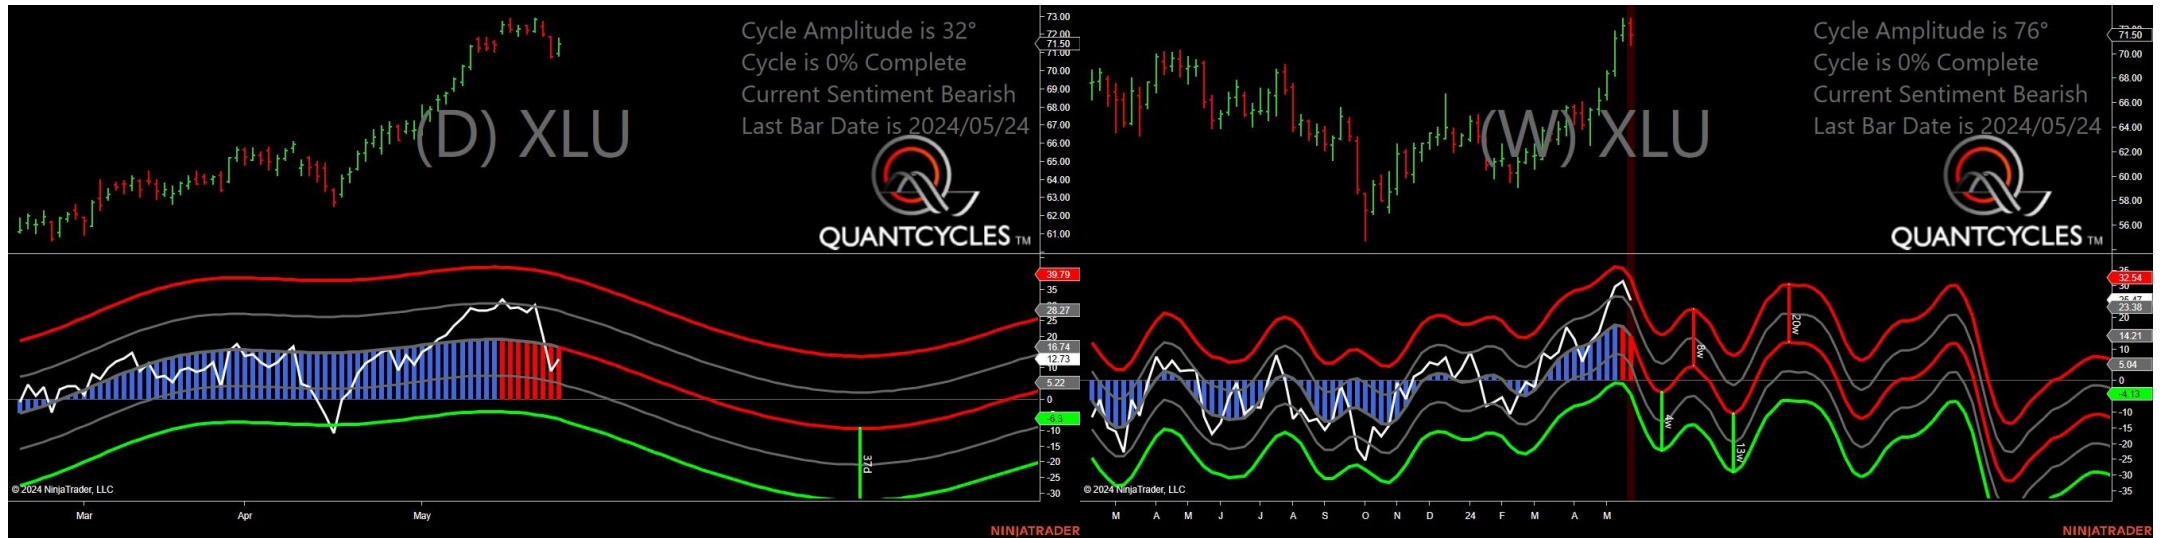 Cycle Amplitude is 32°
Cycle is 0% Complete
Current Sentiment Bearish
Last Bar Date is 2024/05/24
(D) XLU
QUANTCYCLES TM
73.00
72.00
71.50
71.00
70.00
69.00
68.00
67.00
66.00
65.00
64.00
63.00
62.00
61.00
39.79
35
28.27
25
20
16.74
12.73
10
5.22
0
-6.3
-10
-15
-20
-25
-30
37d
© 2024 NinjaTrader, LLC
Mar
Apr
May
NINJATRADER
Cycle Amplitude is 76°
Cycle is 0% Complete
Current Sentiment Bearish
Last Bar Date is 2024/05/24
(W) XLU
QUANTCYCLES TM
71.50
70.00
68.00
66.00
64.00
62.00
60.00
58.00
56.00
32.54
30
23.38
20
14.21
10
5.04
0
-4.13
-10
-15
-20
-25
-30
-35
4w
8w
13w
20w
© 2024 NinjaTrader, LLC
M A M J J A S O N D 24 F M A M
NINJATRADER